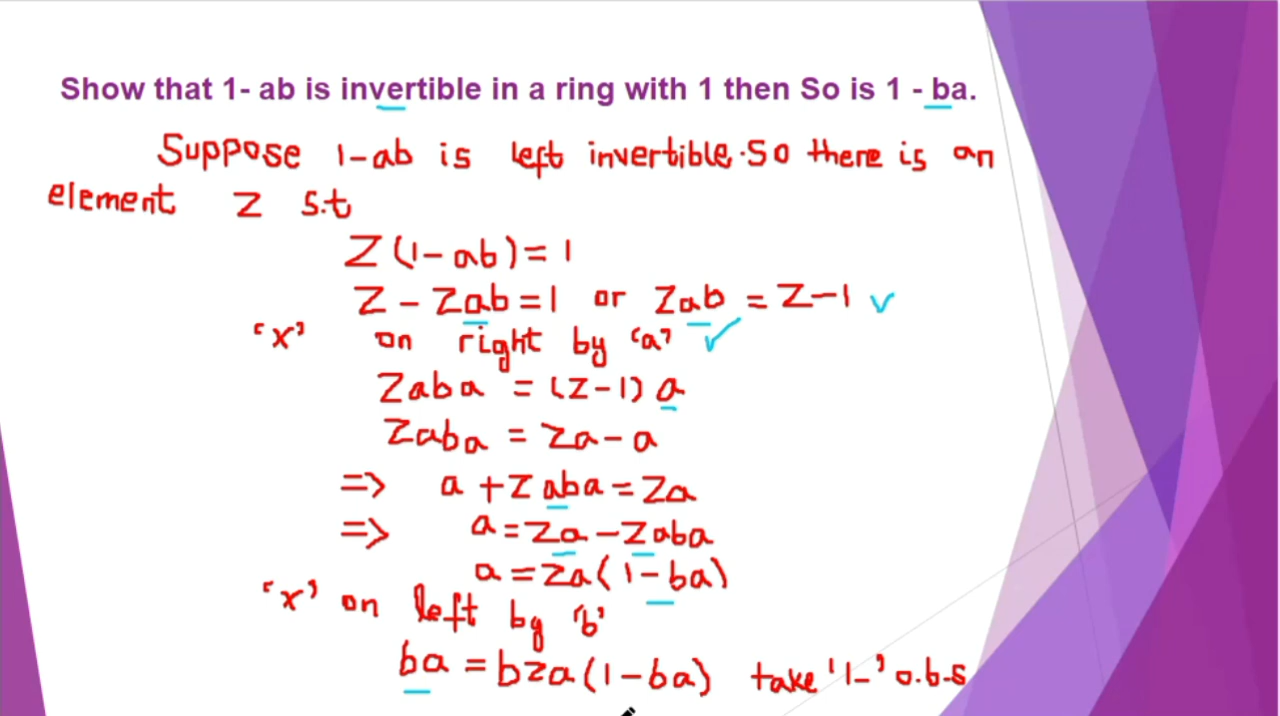 Show that 1- ab is invertible in a ring with 1 then So is 1 - ba.
Suppose 1-ab is left invertible. So there is an
element Z s.t
Z(1-ab)=1
Z - Zab=1 or Zab = Z-1 ✓
'x' on right by 'a' ✓
Zaba = (Z-1) a
Zaba = Za-a
=> a +Zaba=Za
=> a=Za-Zaba
a=Za(1-ba)
'x' on left by 'b'
ba = bza(1-ba) take '1-' o.b.s